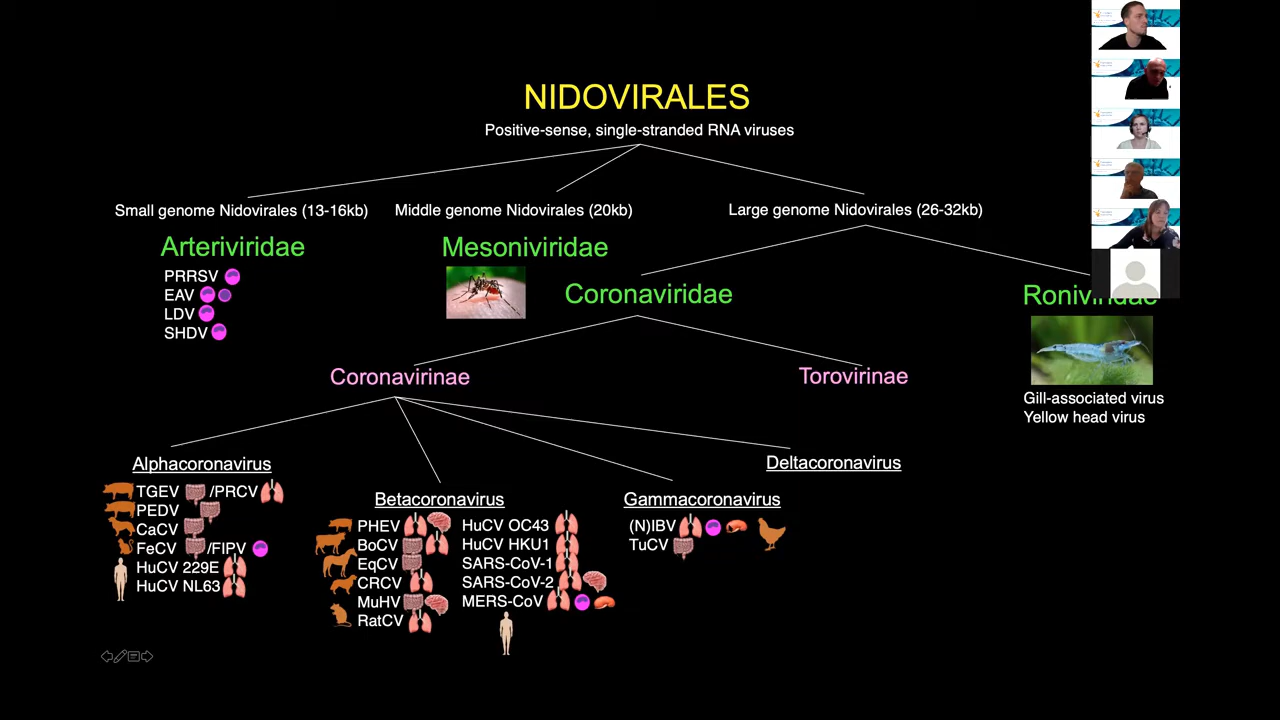 NIDOVIRALES
Positive-sense, single-stranded RNA viruses
Small genome Nidovirales (13-16kb)
Middle genome Nidovirales (20kb)
Large genome Nidovirales (26-32kb)
Arteriviridae
PRRSV
EAV
LDV
SHDV
Mesoniviridae
Coronaviridae
Roniviridae
Gill-associated virus
Yellow head virus
Coronavirinae
Torovirinae
Alphacoronavirus
TGEV /PRCV
PEDV
CaCV
FeCV /FIPV
HuCV 229E
HuCV NL63
Betacoronavirus
PHEV
BoCV
EqCV
CRCV
MuHV
RatCV
HuCV OC43
HuCV HKU1
SARS-CoV-1
SARS-CoV-2
MERS-CoV
Gammacoronavirus
(N)IBV
TuCV
Deltacoronavirus